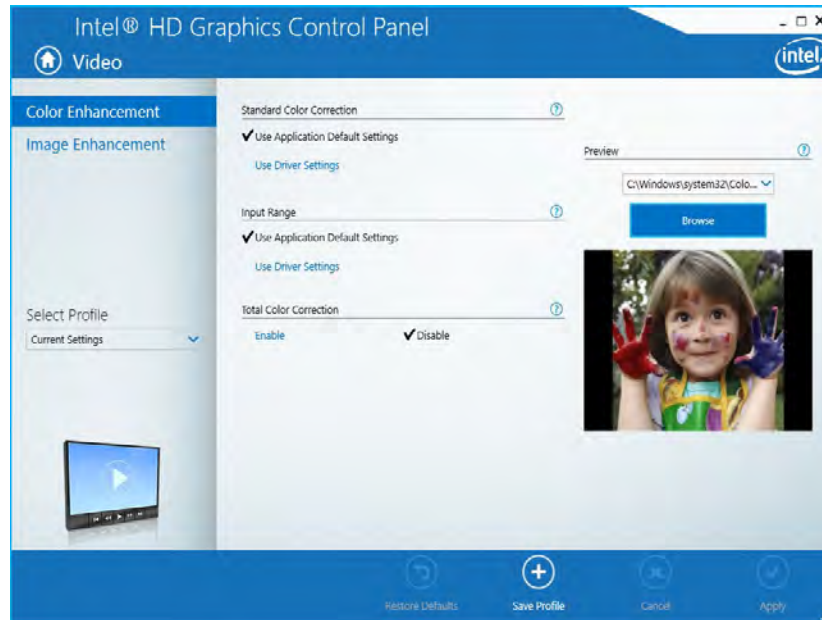 Intel® HD Graphics Control Panel
Video
intel
Color Enhancement
Image Enhancement
Select Profile
Current Settings
Standard Color Correction
Use Application Default Settings
Use Driver Settings
Input Range
Use Application Default Settings
Use Driver Settings
Total Color Correction
Enable
Disable
Preview
C:\Windows\system32\Colo...
Browse
Restore Defaults
Save Profile
Cancel
Apply